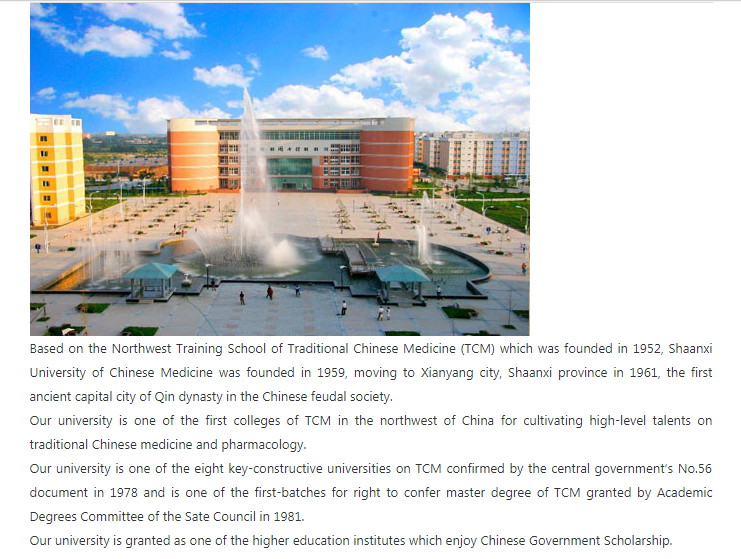 Based on the Northwest Training School of Traditional Chinese Medicine (TCM) which was founded in 1952, Shaanxi
University of Chinese Medicine was founded in 1959, moving to Xianyang city, Shaanxi province in 1961, the first
ancient capital city of Qin dynasty in the Chinese feudal society.
Our university is one of the first colleges of TCM in the northwest of China for cultivating high-level talents on
traditional Chinese medicine and pharmacology.
Our university is one of the eight key-constructive universities on TCM confirmed by the central government's No.56
document in 1978 and is one of the first-batches for right to confer master degree of TCM granted by Academic
Degrees Committee of the Sate Council in 1981.
Our university is granted as one of the higher education institutes which enjoy Chinese Government Scholarship.